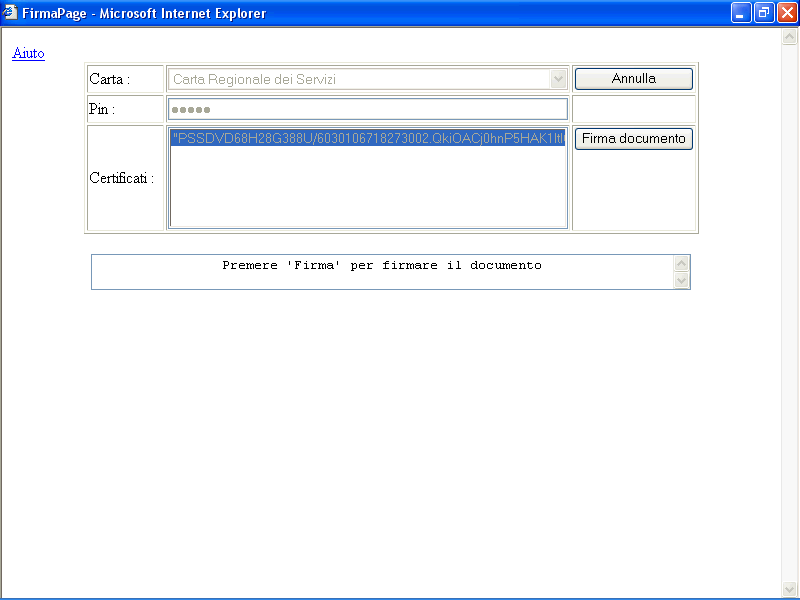 FirmaPage - Microsoft Internet Explorer
Aiuto
Carta : Carta Regionale dei Servizi Annulla
Pin : •••••
"PSSDVD68H28G388U/6030106718273002.QkiOACj0hnP5HAK1ltl Firma documento
Certificati :
Premere 'Firma' per firmare il documento